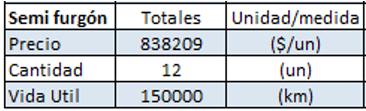 Semi furgón Totales Unidad/medida
Precio 838209 ($/un)
Cantidad 12 (un)
Vida Util 150000 (km)